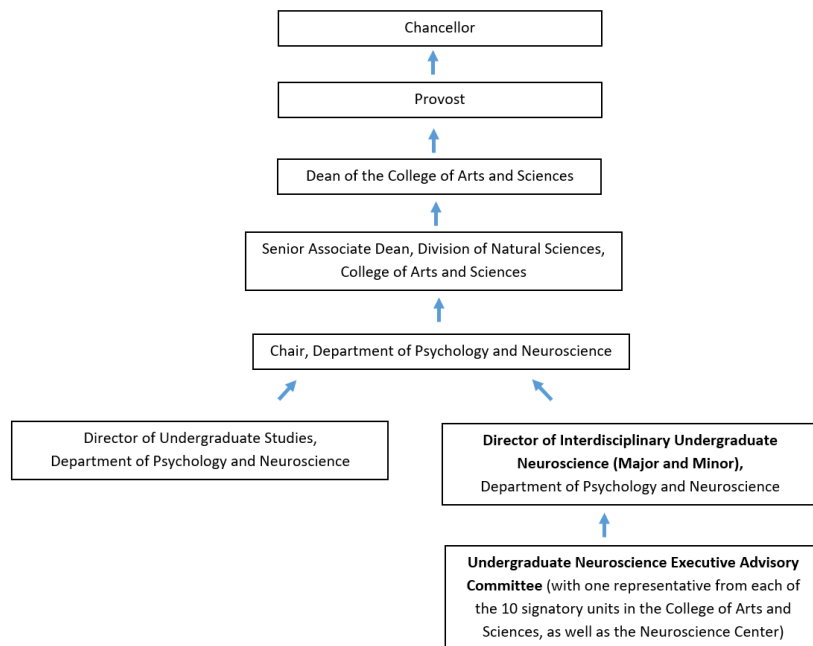 Chancellor
Provost
Dean of the College of Arts and Sciences
Senior Associate Dean, Division of Natural Sciences,
College of Arts and Sciences
Chair, Department of Psychology and Neuroscience
Director of Undergraduate Studies,
Department of Psychology and Neuroscience
Director of Interdisciplinary Undergraduate
Neuroscience (Major and Minor),
Department of Psychology and Neuroscience
Undergraduate Neuroscience Executive Advisory
Committee (with one representative from each of
the 10 signatory units in the College of Arts and
Sciences, as well as the Neuroscience Center)